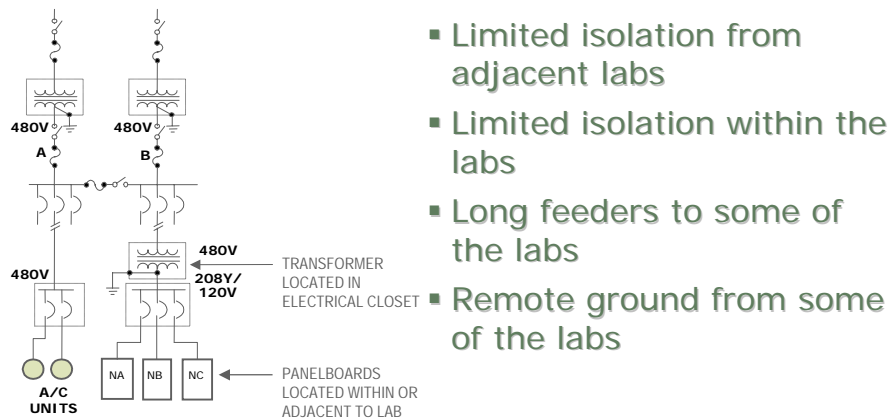 480V
480V
A
B
480V
480V
208Y/
120V
TRANSFORMER
LOCATED IN
ELECTRICAL CLOSET
NA
NB
NC
A/C
UNITS
PANELBOARDS
LOCATED WITHIN OR
ADJACENT TO LAB
▪ Limited isolation from
adjacent labs
▪ Limited isolation within the
labs
▪ Long feeders to some of
the labs
▪ Remote ground from some
of the labs